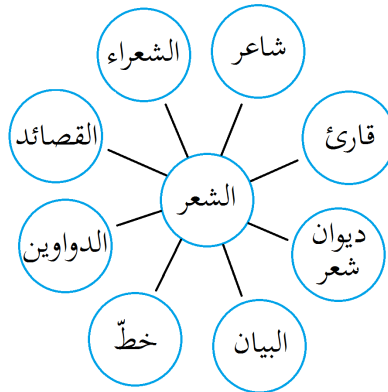 شاعر
الشعراء
قارئ
القصائد
الشعر
ديوان
شعر
الدواوين
البيان
خطّ